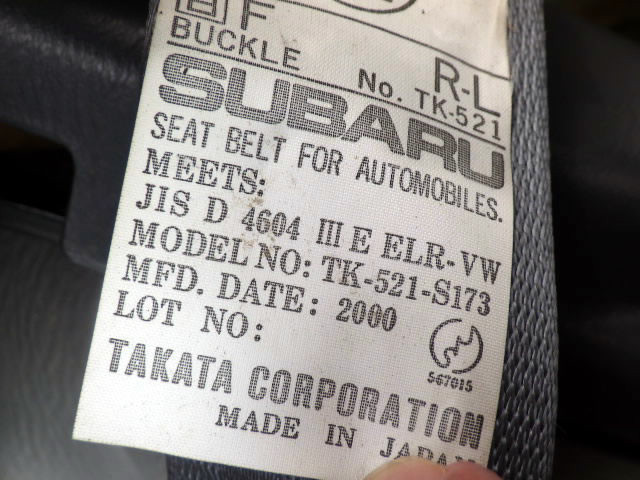 F
BUCKLE
R-L
No. TK-521
SUBARU
SEAT BELT FOR AUTOMOBILES.
MEETS:
JIS D 4604 III E ELR-VW
MODEL NO: TK-521-S173
MFD. DATE: 2000
LOT NO:
567015
TAKATA CORPORATION
MADE IN JAPAN